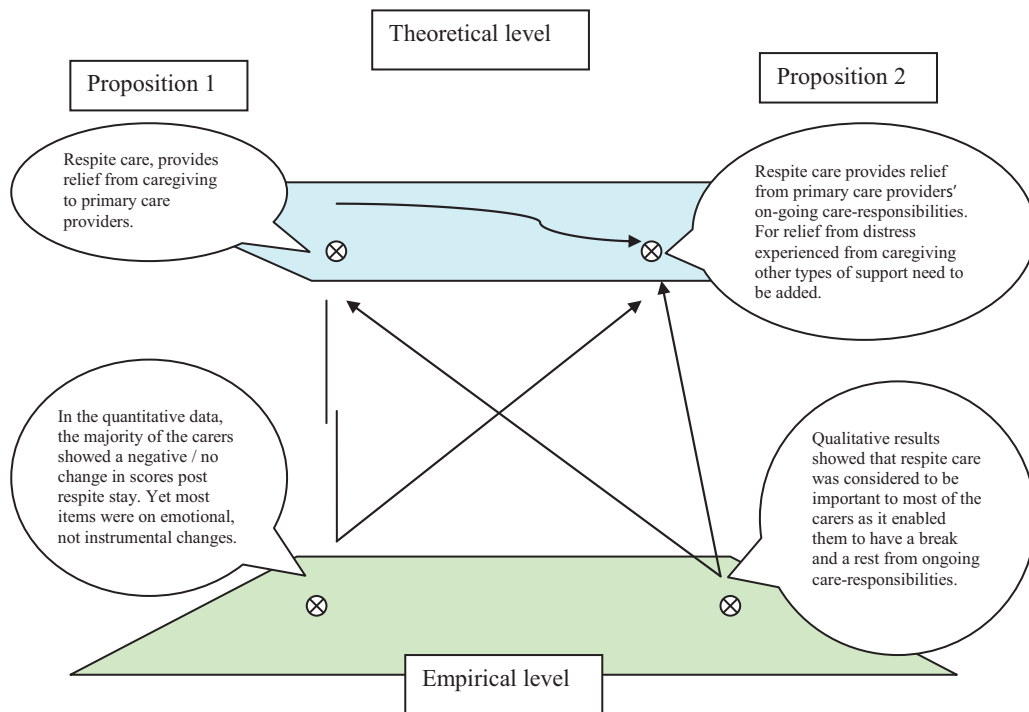 Theoretical level
Proposition 1
Proposition 2
Respite care, provides
relief from caregiving
to primary care
providers.
Respite care provides relief
from primary care providers'
on-going care-responsibilities.
For relief from distress
experienced from caregiving
other types of support need to
be added.
In the quantitative data,
the majority of the carers
showed a negative / no
change in scores post
respite stay. Yet most
items were on emotional,
not instrumental changes.
Qualitative results
showed that respite care
was considered to be
important to most of the
carers as it enabled
them to have a break
and a rest from ongoing
care-responsibilities.
Empirical level